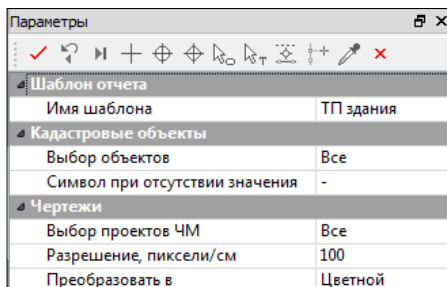 Параметры
Шаблон отчета
Имя шаблона ТП здания
Кадастровые объекты
Выбор объектов Все
Символ при отсутствии значения -
Чертежи
Выбор проектов ЧМ Все
Разрешение, пиксели/см 100
Преобразовать в Цветной